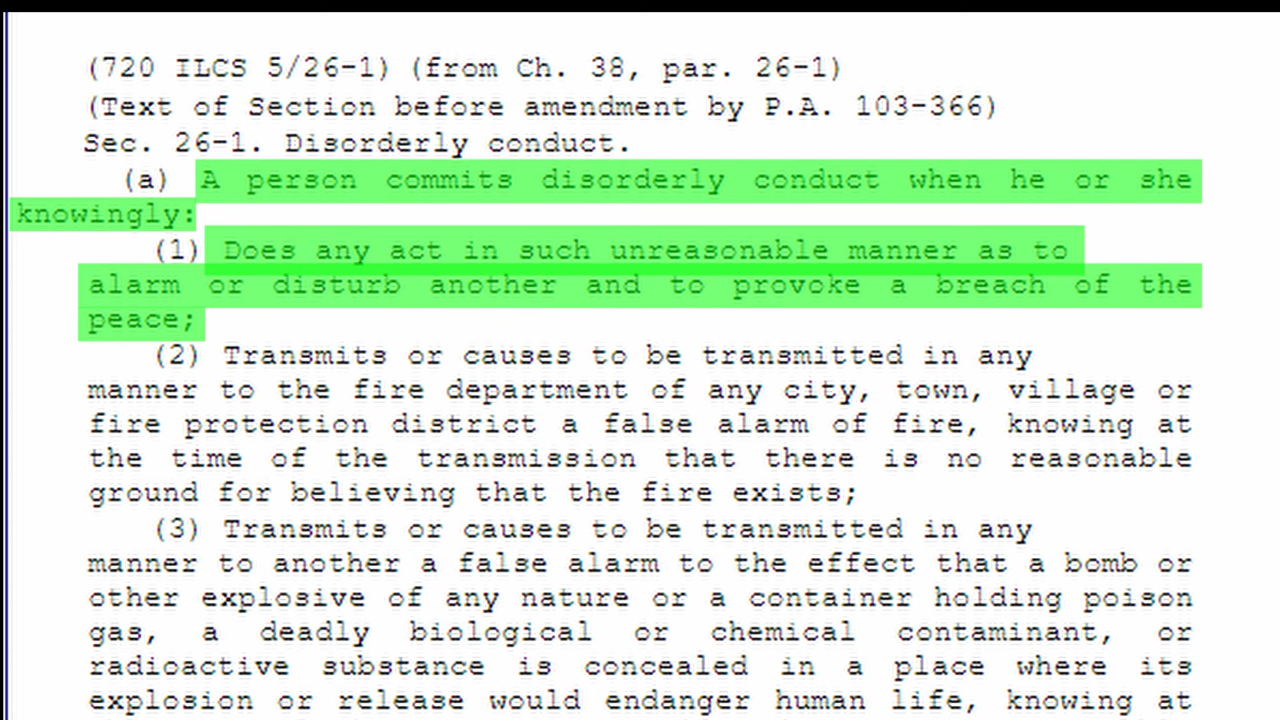 (720 ILCS 5/26-1) (from Ch. 38, par. 26-1)
(Text of Section before amendment by P.A. 103-366)
Sec. 26-1. Disorderly conduct.
(a) A person commits disorderly conduct when he or she
knowingly:
(1) Does any act in such unreasonable manner as to
alarm or disturb another and to provoke a breach of the
peace;
(2) Transmits or causes to be transmitted in any
manner to the fire department of any city, town, village or
fire protection district a false alarm of fire, knowing at
the time of the transmission that there is no reasonable
ground for believing that the fire exists;
(3) Transmits or causes to be transmitted in any
manner to another a false alarm to the effect that a bomb or
other explosive of any nature or a container holding poison
gas, a deadly biological or chemical contaminant, or
radioactive substance is concealed in a place where its
explosion or release would endanger human life, knowing at